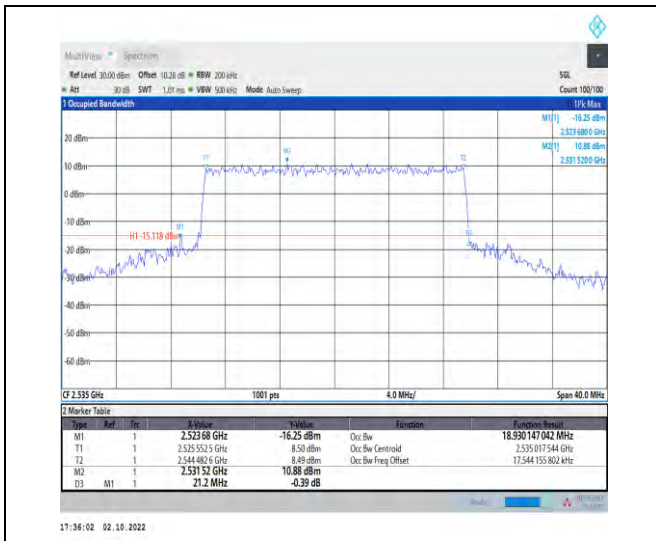 MultiView Spectrum
Ref Level 30.00 dBm Offset 10.28 dB RBW 200 kHz SGL
Att 30 dB SWT 1.01 ms VBW 500 kHz Mode Auto Sweep Count 100/100
1 Occupied Bandwidth 1Pk Max
M1[1] -16.25 dBm
2.523 680 0 GHz
M2[1] 10.88 dBm
2.531 520 0 GHz
20 dBm
M2
T1 T2
10 dBm
0 dBm
-10 dBm
M1
H1 -15.118 dBm
-20 dBm
-30 dBm
-40 dBm
-50 dBm
-60 dBm
CF 2.535 GHz 1001 pts 4.0 MHz/ Span 40.0 MHz
2 Marker Table
Type Ref Trc X-Value Y-Value Function Function Result
M1 1 2.523 68 GHz -16.25 dBm Occ Bw 18.930 147 042 MHz
T1 1 2.525 552 5 GHz 8.50 dBm Occ Bw Centroid 2.535 017 544 GHz
T2 1 2.544 482 6 GHz 8.49 dBm Occ Bw Freq Offset 17.544 155 802 kHz
M2 1 2.531 52 GHz 10.88 dBm
D3 M1 1 21.2 MHz -0.39 dB
17:36:02 02.10.2022